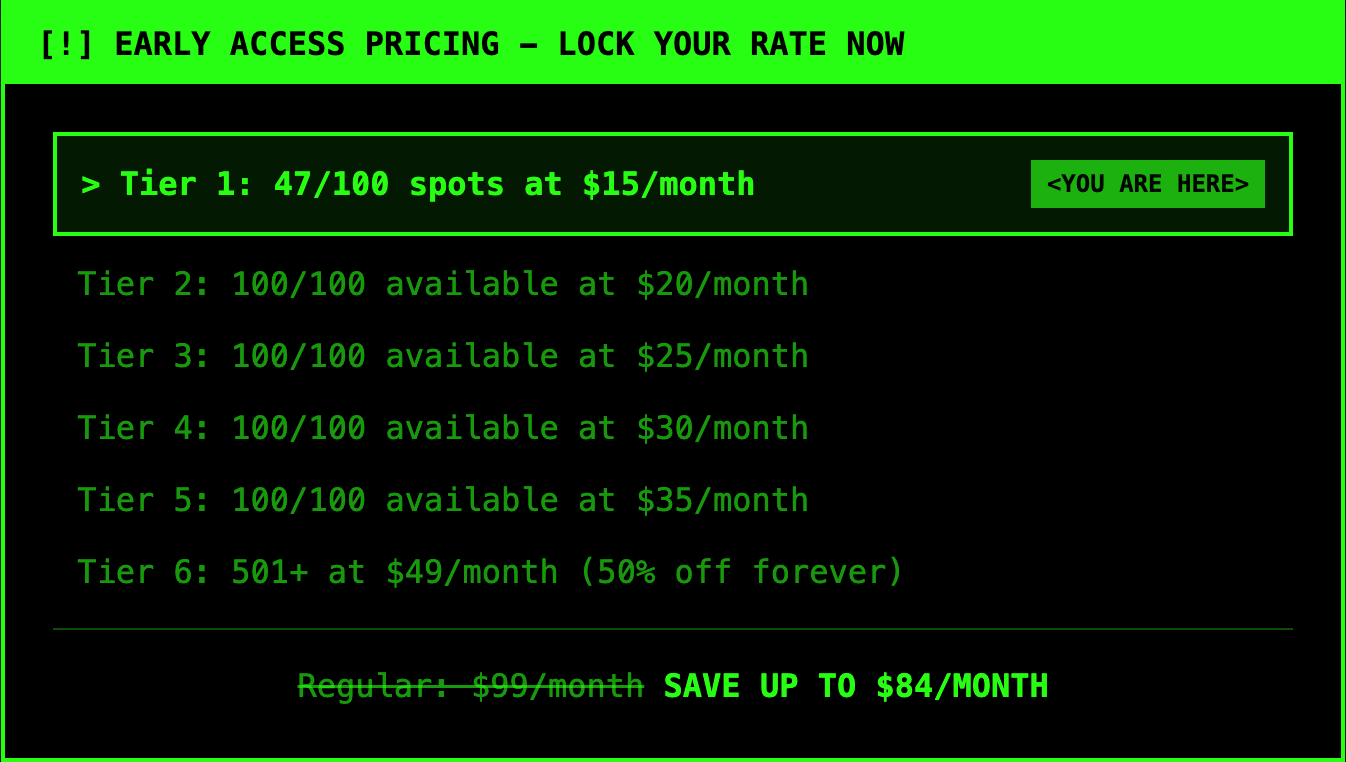 [!] EARLY ACCESS PRICING — LOCK YOUR RATE NOW
> Tier 1: 47/100 spots at $15/month <YOU ARE HERE>
Tier 2: 100/100 available at $20/month
Tier 3: 100/100 available at $25/month
Tier 4: 100/100 available at $30/month
Tier 5: 100/100 available at $35/month
Tier 6: 501+ at $49/month (50% off forever)
Regular: $99/month SAVE UP TO $84/MONTH